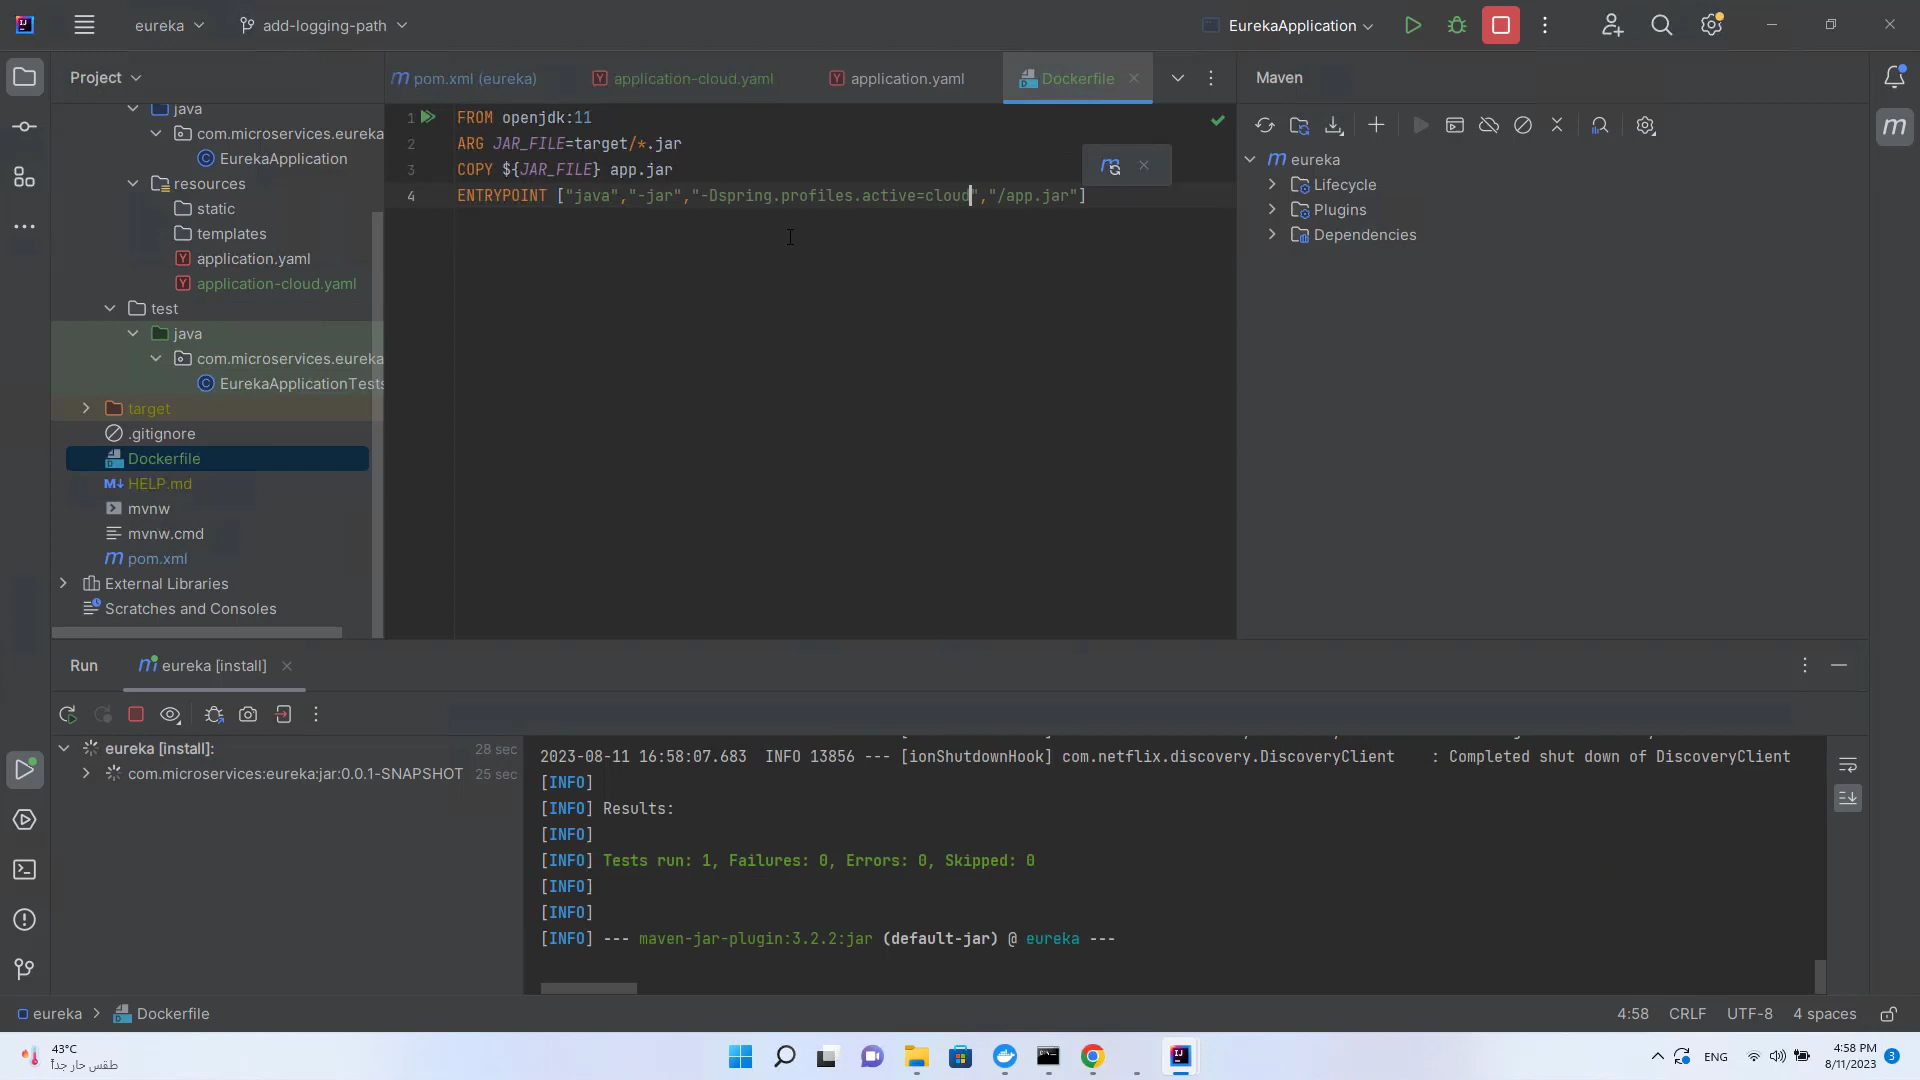 eureka
add-logging-path
EurekaApplication
Project
java
com.microservices.eureka
EurekaApplication
resources
static
templates
application.yaml
application-cloud.yaml
test
java
com.microservices.eureka
EurekaApplicationTests
target
.gitignore
Dockerfile
HELP.md
mvnw
mvnw.cmd
pom.xml
External Libraries
Scratches and Consoles
pom.xml (eureka)
application-cloud.yaml
application.yaml
Dockerfile
1 FROM openjdk:11
2 ARG JAR_FILE=target/*.jar
3 COPY ${JAR_FILE} app.jar
4 ENTRYPOINT ["java","-jar","-Dspring.profiles.active=cloud","/app.jar"]
Maven
eureka
Lifecycle
Plugins
Dependencies
Run
eureka [install]
eureka [install]: 28 sec
com.microservices:eureka:jar:0.0.1-SNAPSHOT 25 sec
2023-08-11 16:58:07.683 INFO 13856 --- [ionShutdownHook] com.netflix.discovery.DiscoveryClient : Completed shut down of DiscoveryClient
[INFO]
[INFO] Results:
[INFO]
[INFO] Tests run: 1, Failures: 0, Errors: 0, Skipped: 0
[INFO]
[INFO]
[INFO] --- maven-jar-plugin:3.2.2:jar (default-jar) @ eureka ---
eureka > Dockerfile
4:58 CRLF UTF-8 4 spaces
43°C
طقس حار جداً
ENG
4:58 PM
8/11/2023
3